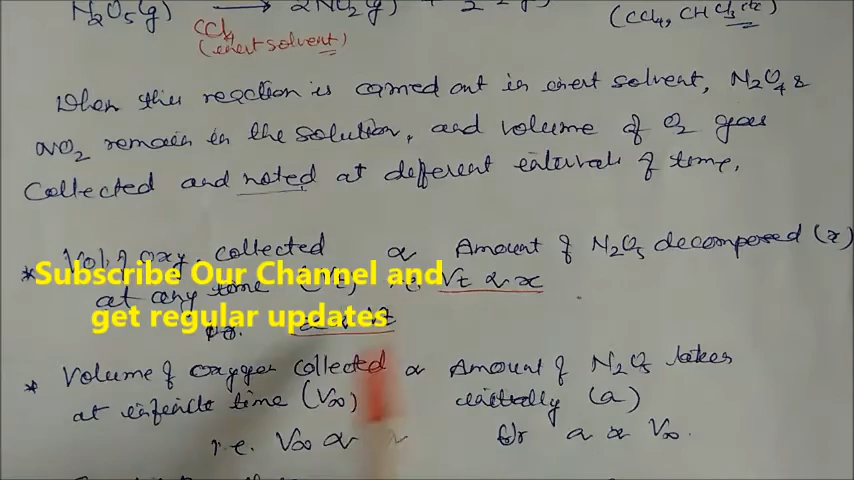 N2O5(g) → 2NO2(g) +
CCl4 (CCl4, CHCl3 etc)
(inert solvent)
When this reaction is carried out in inert solvent, N2O4 &
NO2 remain in the solution, and volume of O2 gas
Collected and noted at different intervals of time.
* Vol. of oxy. collected α Amount of N2O5 decomposed (x)
Subscribe Our Channel and
at any time (Vt) i.e. Vt α x
get regular updates
or. x α Vt
* Volume of oxygen collected α Amount of N2O5 taken
at infinite time (V∞) initially (a)
i.e. V∞ α a or a α V∞.